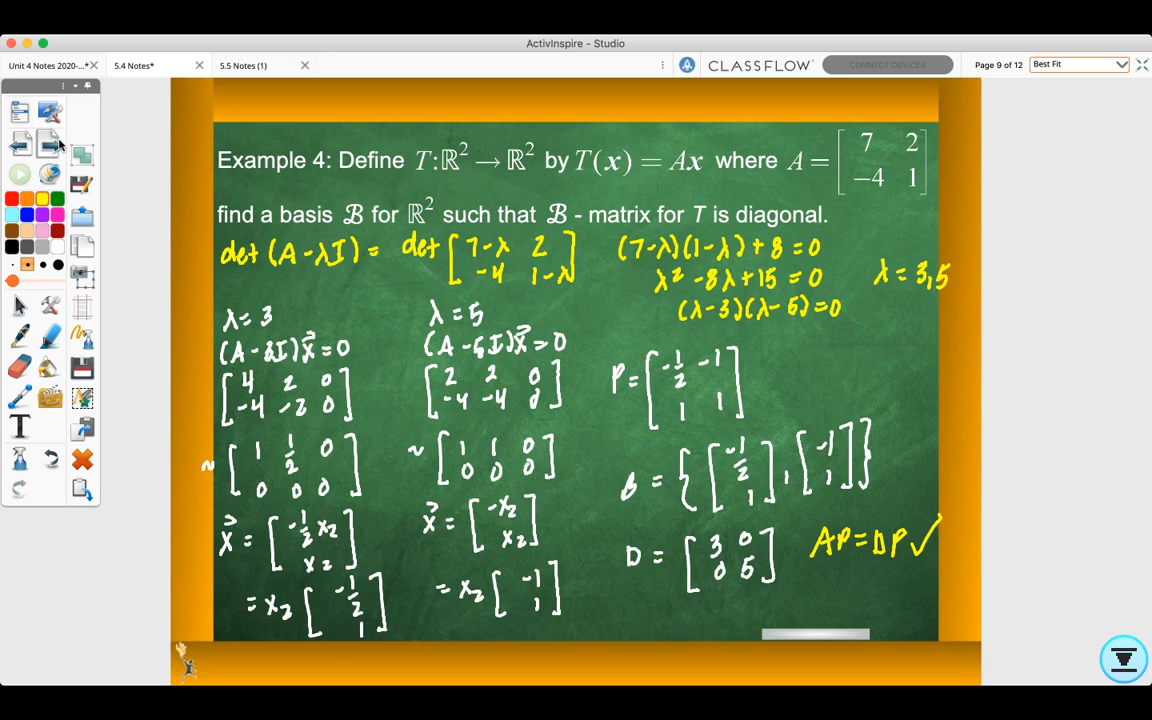 ActivInspire - Studio
Unit 4 Notes 2020-...*
5.4 Notes*
5.5 Notes (1)
CLASSFLOW
CONNECT DEVICES
Page 9 of 12
Best Fit
Example 4: Define T:ℝ² → ℝ² by T(x) = Ax where A = [7 2; −4 1]
find a basis ℬ for ℝ² such that ℬ - matrix for T is diagonal.
det (A - λI) = det [7-λ 2; -4 1-λ]
(7-λ)(1-λ) + 8 = 0
λ² - 8λ + 15 = 0
(λ-3)(λ-5) = 0
λ = 3, 5
λ = 3
(A - 3I)x⃗ = 0
[4 2 0; -4 -2 0]
~ [1 1/2 0; 0 0 0]
x⃗ = [-1/2 x₂; x₂]
= x₂ [-1/2; 1]
λ = 5
(A - 5I)x⃗ = 0
[2 2 0; -4 -4 0]
~ [1 1 0; 0 0 0]
x⃗ = [-x₂; x₂]
= x₂ [-1; 1]
P = [-1/2 -1; 1 1]
B = {[-1/2; 1], [-1; 1]}
D = [3 0; 0 5]
AP = DP ✓
T